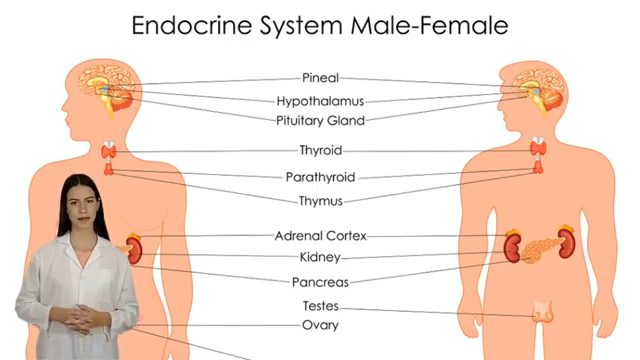 Endocrine System Male-Female
Pineal
Hypothalamus
Pituitary Gland
Thyroid
Parathyroid
Thymus
Adrenal Cortex
Kidney
Pancreas
Testes
Ovary